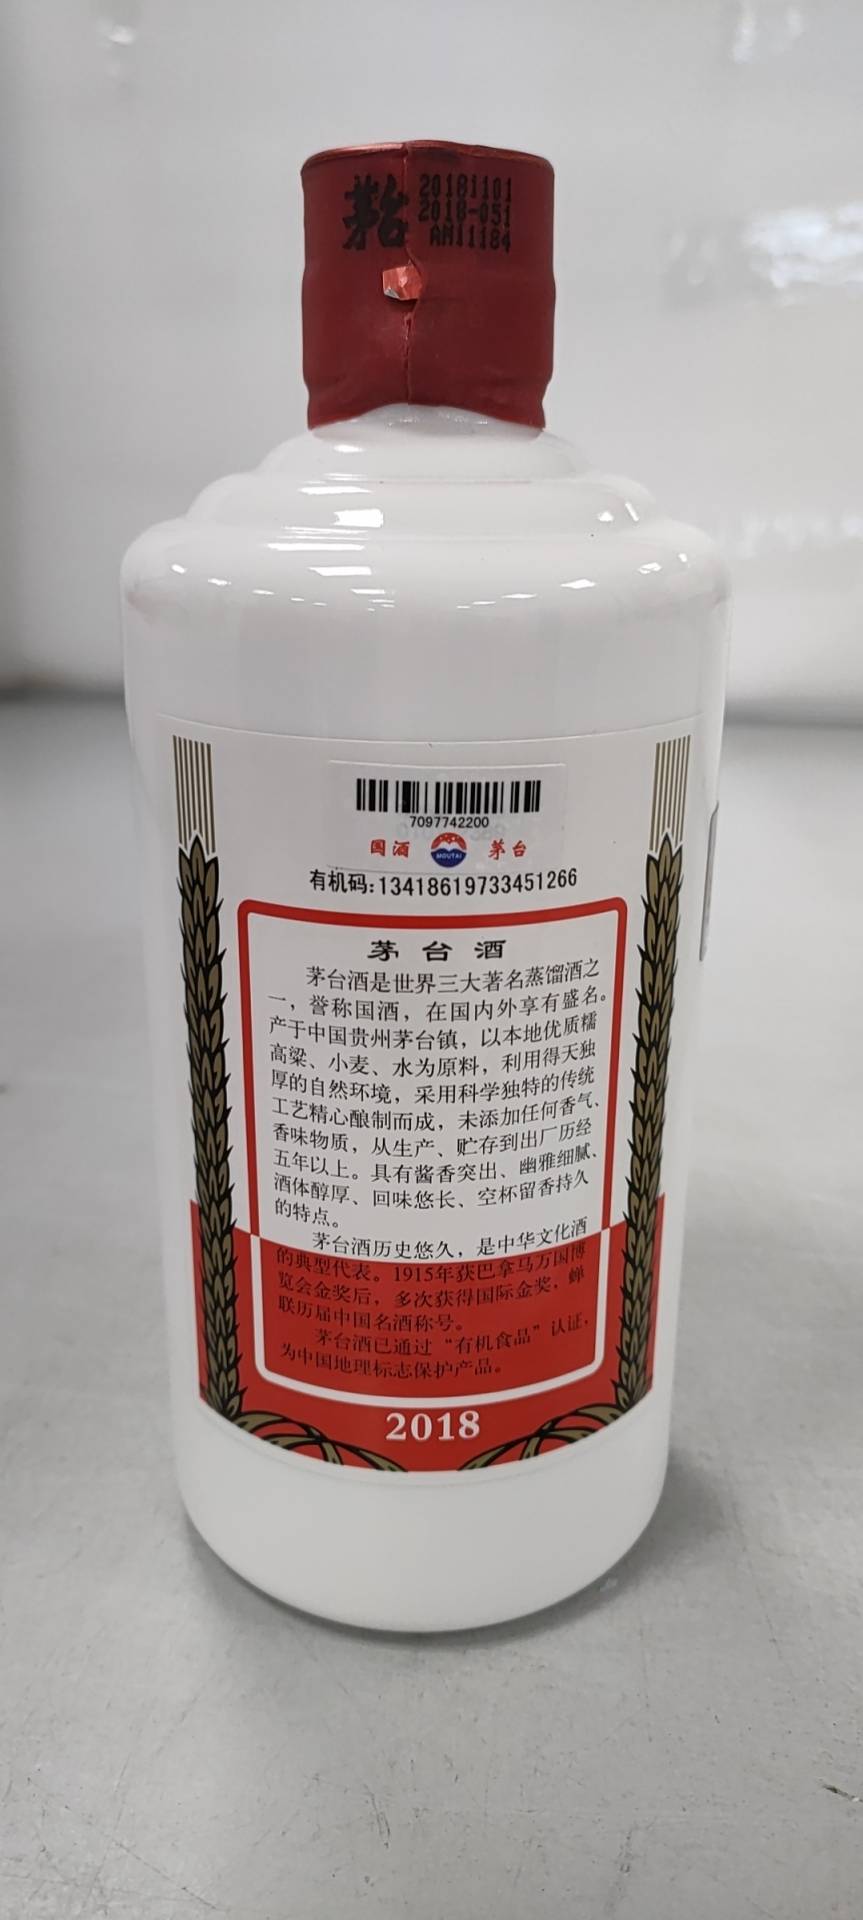 茅台
20181101
2018-051
AM11184
7097742200
国酒 MOUTAI 茅台
有机码:13418619733451266
茅台酒
茅台酒是世界三大著名蒸馏酒之
一，誉称国酒，在国内外享有盛名。
产于中国贵州茅台镇，以本地优质糯
高粱、小麦、水为原料，利用得天独
厚的自然环境，采用科学独特的传统
工艺精心酿制而成，未添加任何香气、
香味物质，从生产、贮存到出厂历经
五年以上。具有酱香突出、幽雅细腻、
酒体醇厚、回味悠长、空杯留香持久
的特点。
茅台酒历史悠久，是中华文化酒
的典型代表。1915年获巴拿马万国博
览会金奖后，多次获得国际金奖，蝉
联历届中国名酒称号。
茅台酒已通过“有机食品”认证，
为中国地理标志保护产品。
2018